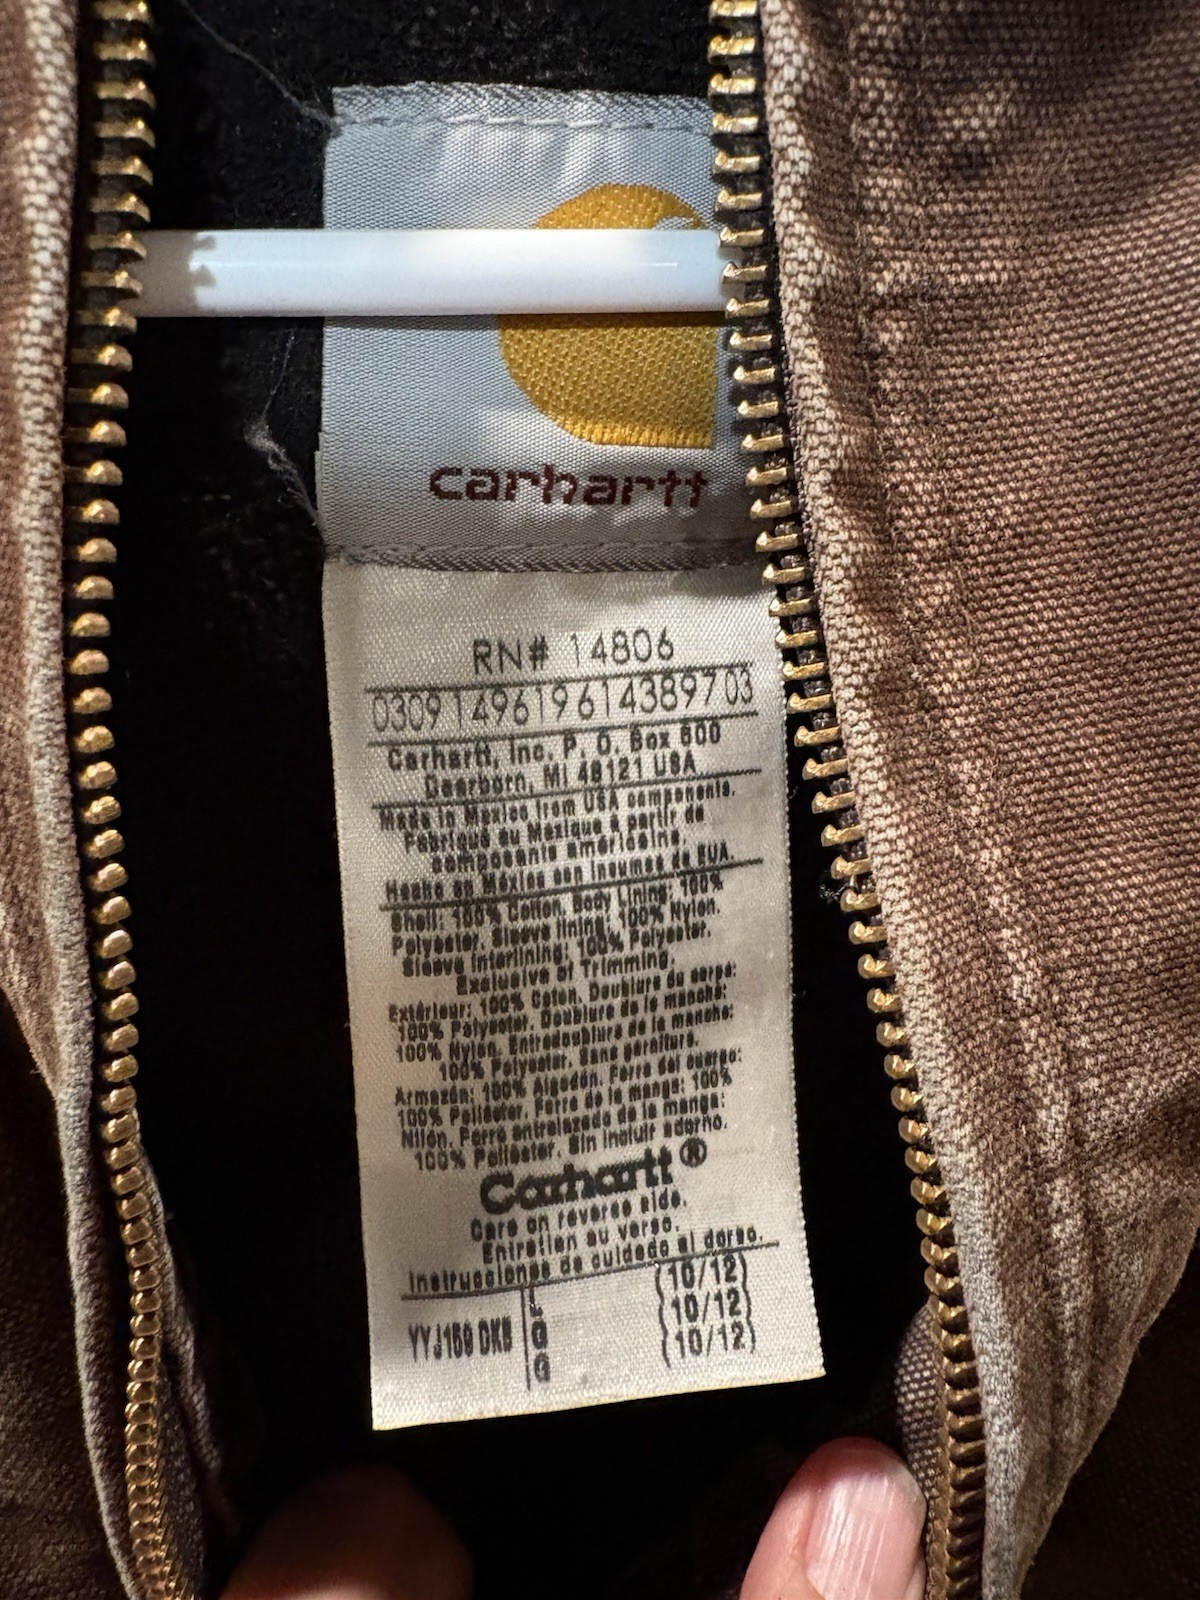 carhartt
RN# 14806
0309149619614389703
Carhartt, Inc. P. O. Box 600
Dearborn, MI 48121 USA
Made in Mexico from USA components.
Fabriqué au Mexique à partir de
composants américains.
Hecho en México con insumos de EUA.
Shell: 100% Cotton. Body Lining: 100%
Polyester. Sleeve lining: 100% Nylon.
Sleeve Interlining: 100% Polyester.
Exclusive of Trimming.
Extérieur: 100% Coton. Doublure du corps:
100% Polyester. Doublure de la manche:
100% Nylon. Entredoublure de la manche:
100% Polyester. Sans garniture.
Armazón: 100% Algodón. Forro del cuerpo:
100% Poliéster. Forro de la manga: 100%
Nilón. Forro entrelazado de la manga:
100% Poliester. Sin incluir adorno.
Carhartt®
Care on reverse side.
Entretien au verso.
Instrucciones de cuidado al dorso.
YYJ159 DKB
L (10/12)
G (10/12)
G (10/12)